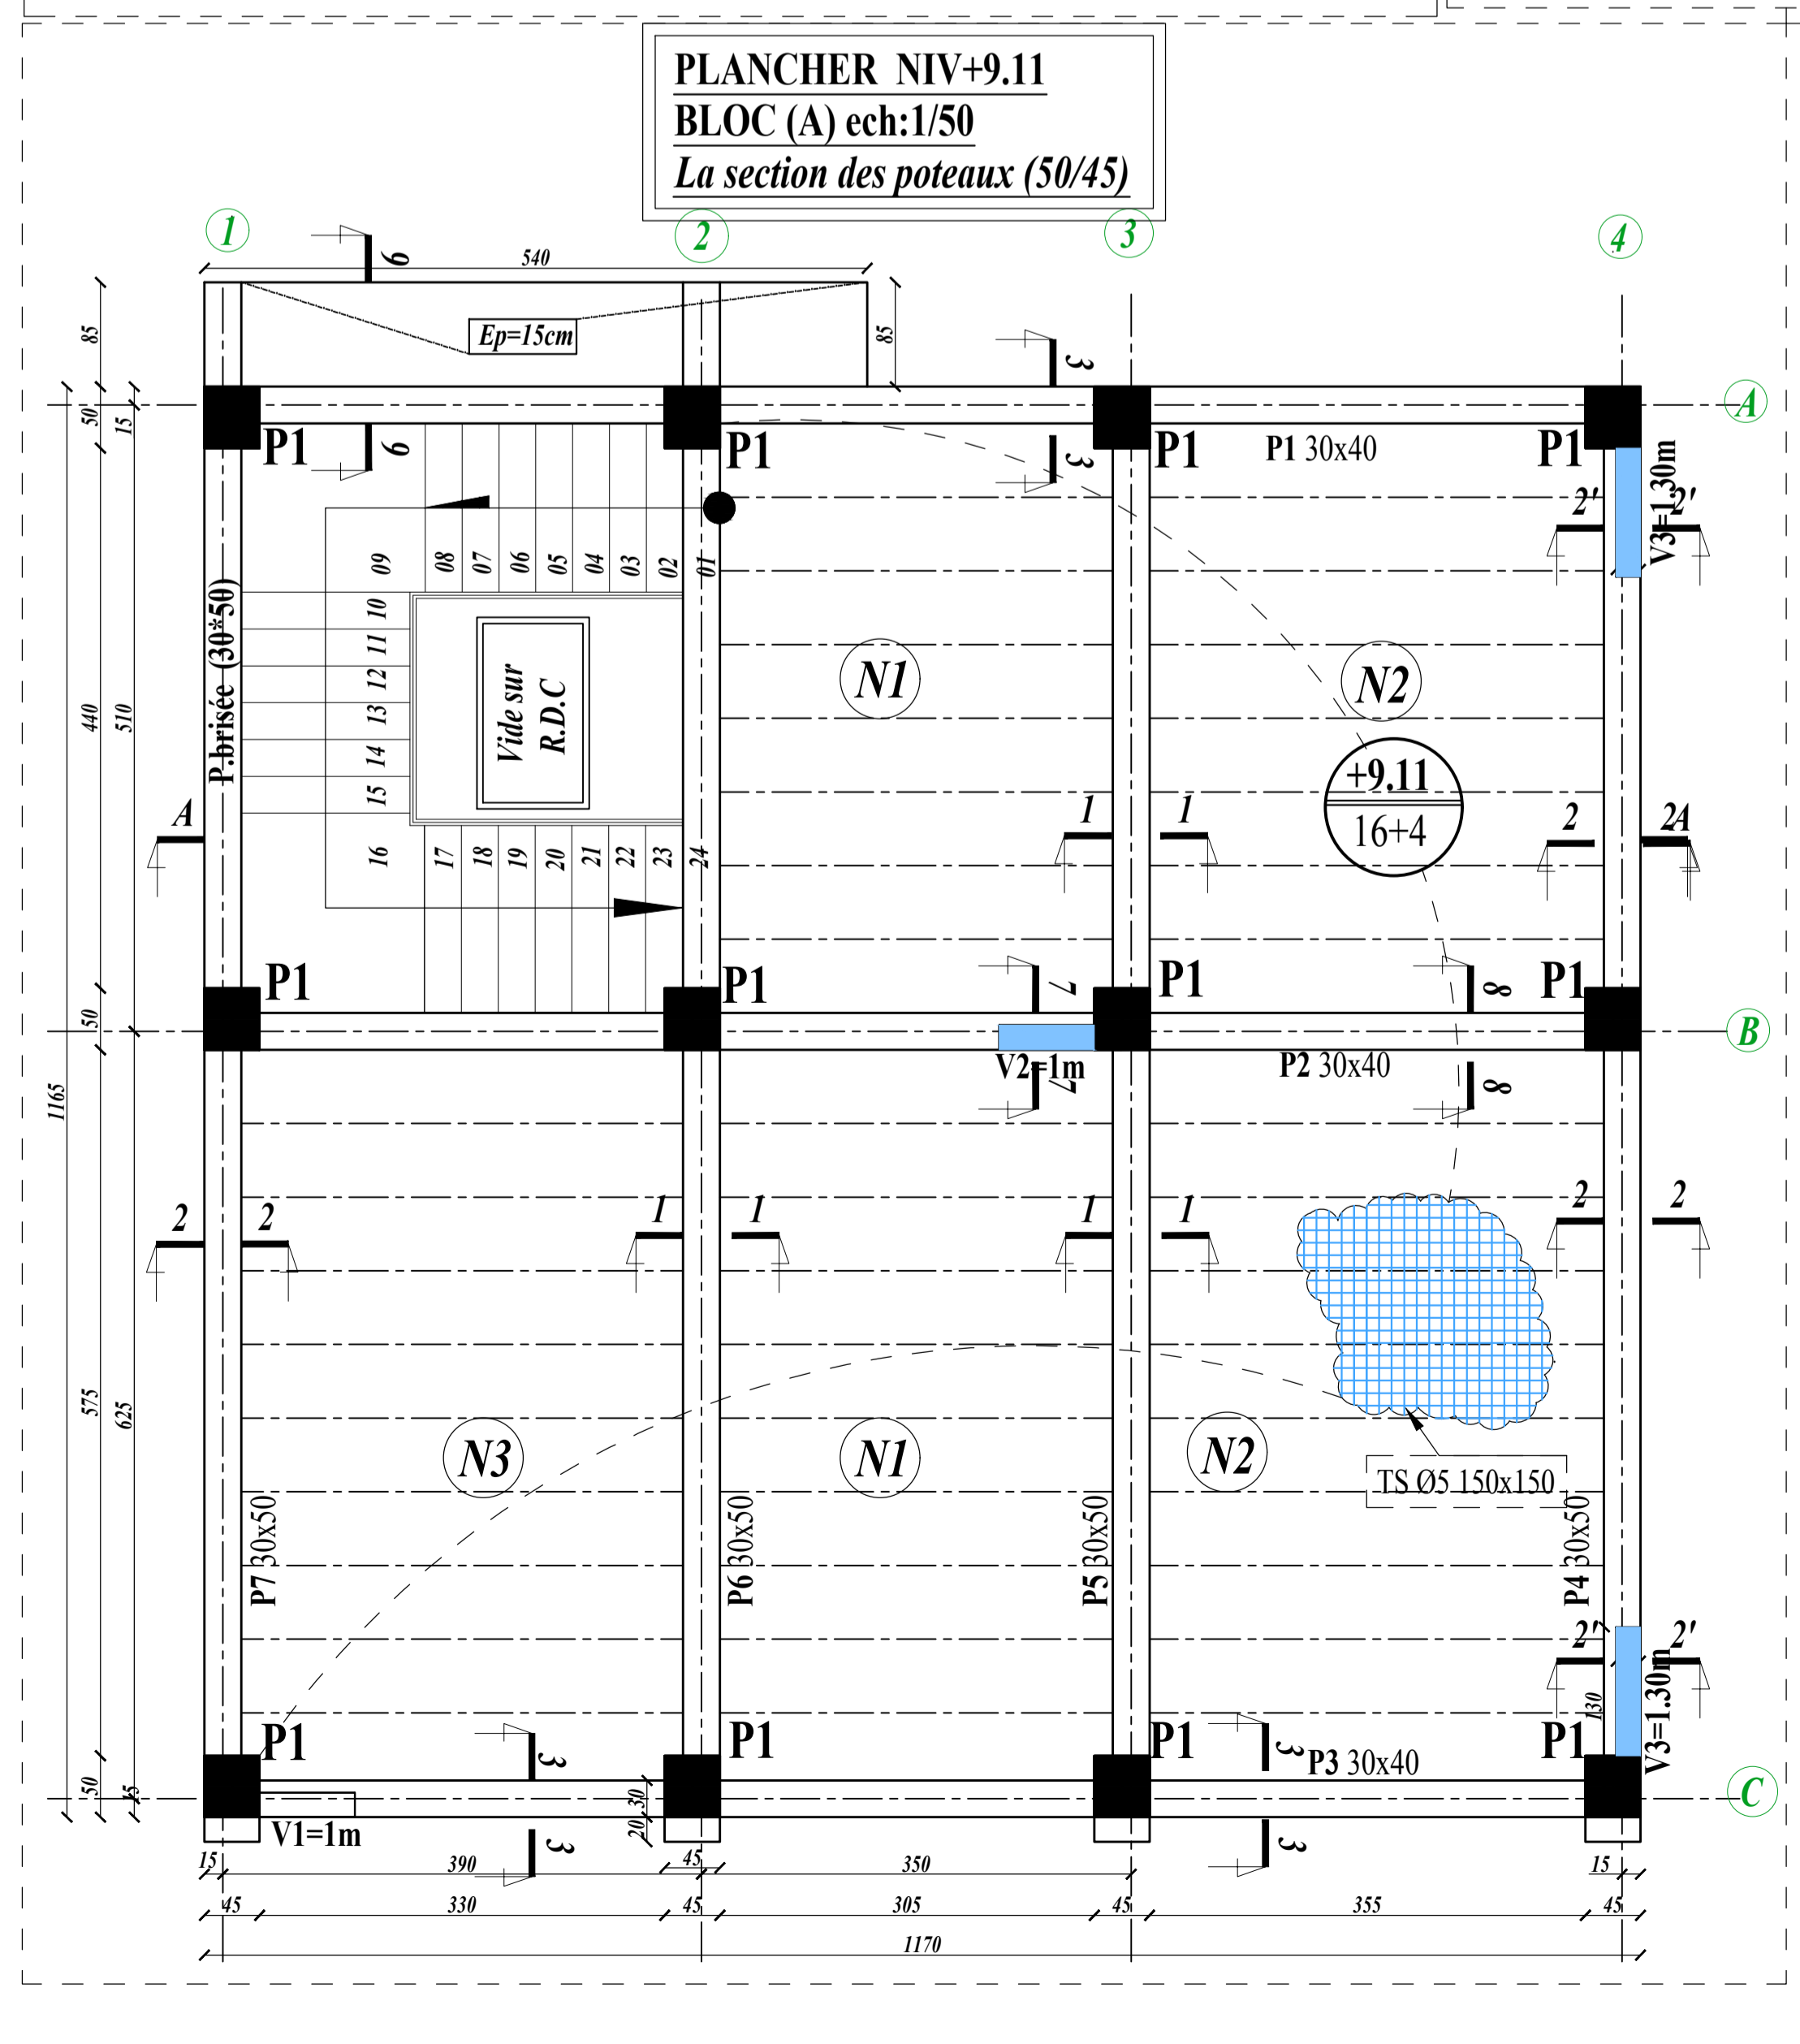 PLANCHER NIV+9.11
BLOC (A) ech:1/50
La section des poteaux (50/45)
1
2
3
4
6
540
85
Ep=15cm
85
3
A
50
15
P1
6
P1
3
P1
P1 30x40
P1
2'
2'
V3=1.30m
09
08
07
06
05
04
03
02
01
10
11
12
13
14
15
16
17
18
19
20
21
22
23
24
P.brisée (30*50)
Vide sur
R.D.C
N1
N2
+9.11
16+4
440
510
A
1
1
2
2
A
P1
P1
7
P1
8
P1
50
B
V2=1m
7
P2 30x40
8
1165
2
2
1
1
1
1
2
2
575
625
N3
N1
N2
TS Ø5 150x150
P7 30x50
P6 30x50
P5 30x50
P4 30x50
2'
2'
130
V3=1.30m
P1
3
P1
P1
3
P3 30x40
P1
50
15
30
20
C
V1=1m
3
3
15
390
45
350
15
45
330
45
305
45
355
45
1170